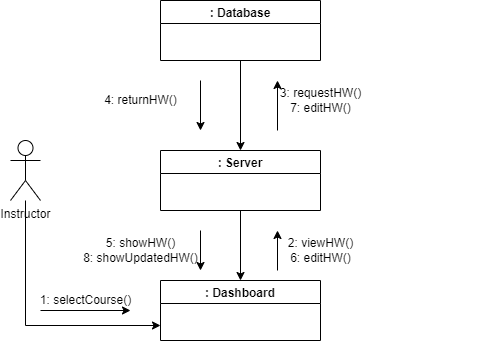 : Database
4: returnHW()
3: requestHW()
7: editHW()
: Server
Instructor
5: showHW()
8: showUpdatedHW()
2: viewHW()
6: editHW()
: Dashboard
1: selectCourse()